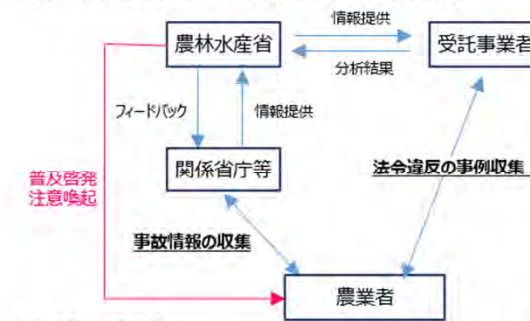 情報提供
農林水産省
受託事業者
分析結果
フィードバック
情報提供
関係省庁等
法令違反の事例収集
普及啓発
注意喚起
事故情報の収集
農業者